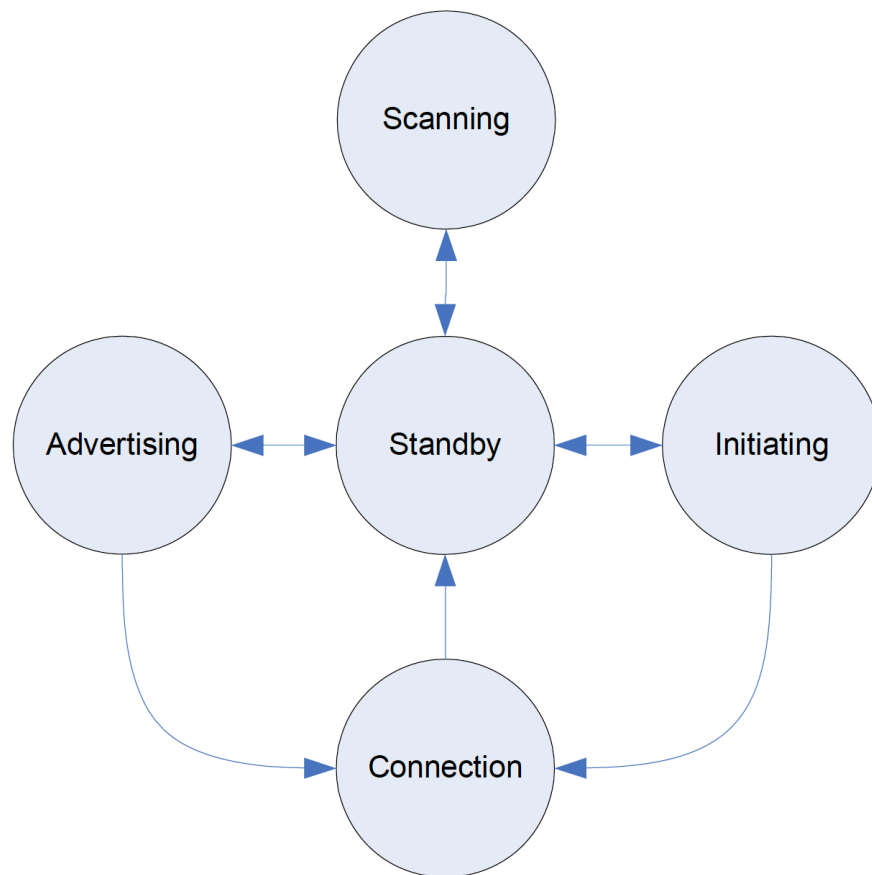 Scanning
Advertising
Standby
Initiating
Connection